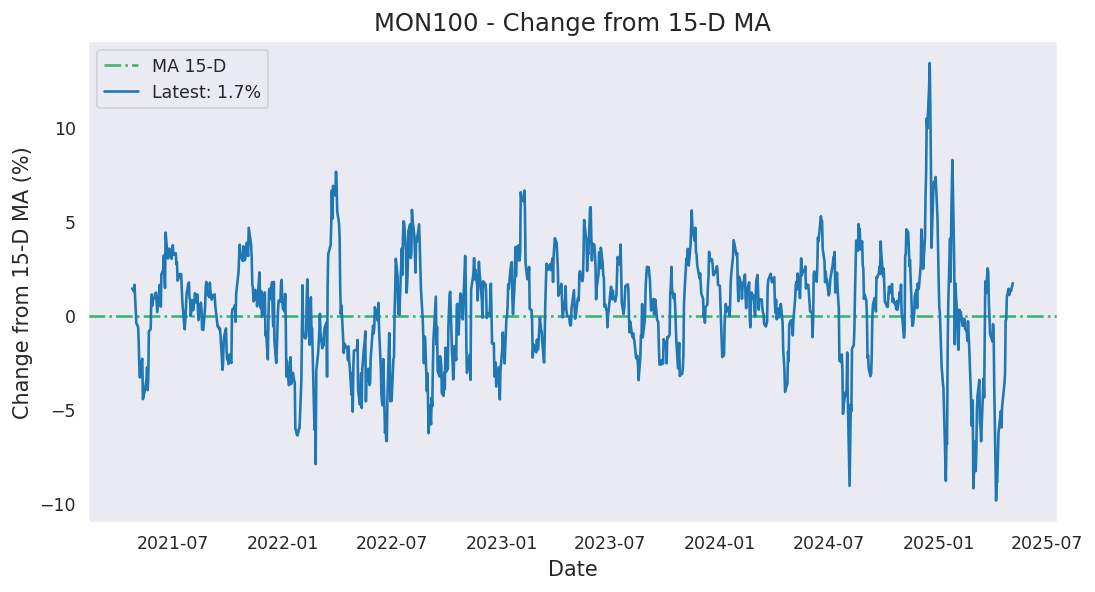 MON100 - Change from 15-D MA
MA 15-D
Latest: 1.7%
Change from 15-D MA (%)
10
5
0
−5
−10
2021-07
2022-01
2022-07
2023-01
2023-07
2024-01
2024-07
2025-01
2025-07
Date